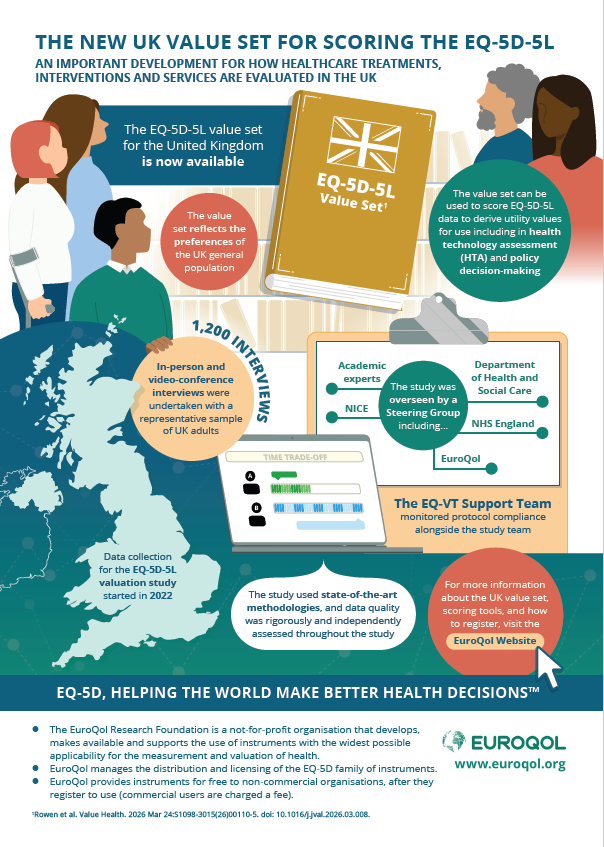 THE NEW UK VALUE SET FOR SCORING THE EQ-5D-5L
AN IMPORTANT DEVELOPMENT FOR HOW HEALTHCARE TREATMENTS,
INTERVENTIONS AND SERVICES ARE EVALUATED IN THE UK
The EQ-5D-5L value set
for the United Kingdom
is now available
EQ-5D-5L
Value Set¹
The value
set reflects the
preferences of
the UK general
population
The value set can be
used to score EQ-5D-5L
data to derive utility values
for use including in health
technology assessment
(HTA) and policy
decision-making
1,200 INTERVIEWS
In-person and
video-conference
interviews were
undertaken with a
representative sample
of UK adults
Academic
experts
NICE
The study was
overseen by a
Steering Group
including...
Department
of Health and
Social Care
NHS England
EuroQol
TIME TRADE-OFF
A
B
The EQ-VT Support Team
monitored protocol compliance
alongside the study team
Data collection
for the EQ-5D-5L
valuation study
started in 2022
The study used state-of-the-art
methodologies, and data quality
was rigorously and independently
assessed throughout the study
For more information
about the UK value set,
scoring tools, and how
to register, visit the
EuroQol Website
EQ-5D, HELPING THE WORLD MAKE BETTER HEALTH DECISIONS™
• The EuroQol Research Foundation is a not-for-profit organisation that develops,
makes available and supports the use of instruments with the widest possible
applicability for the measurement and valuation of health.
• EuroQol manages the distribution and licensing of the EQ-5D family of instruments.
• EuroQol provides instruments for free to non-commercial organisations, after they
register to use (commercial users are charged a fee).
EUROQOL
www.euroqol.org
¹Rowen et al. Value Health. 2026 Mar 24:S1098-3015(26)00110-5. doi: 10.1016/j.jval.2026.03.008.